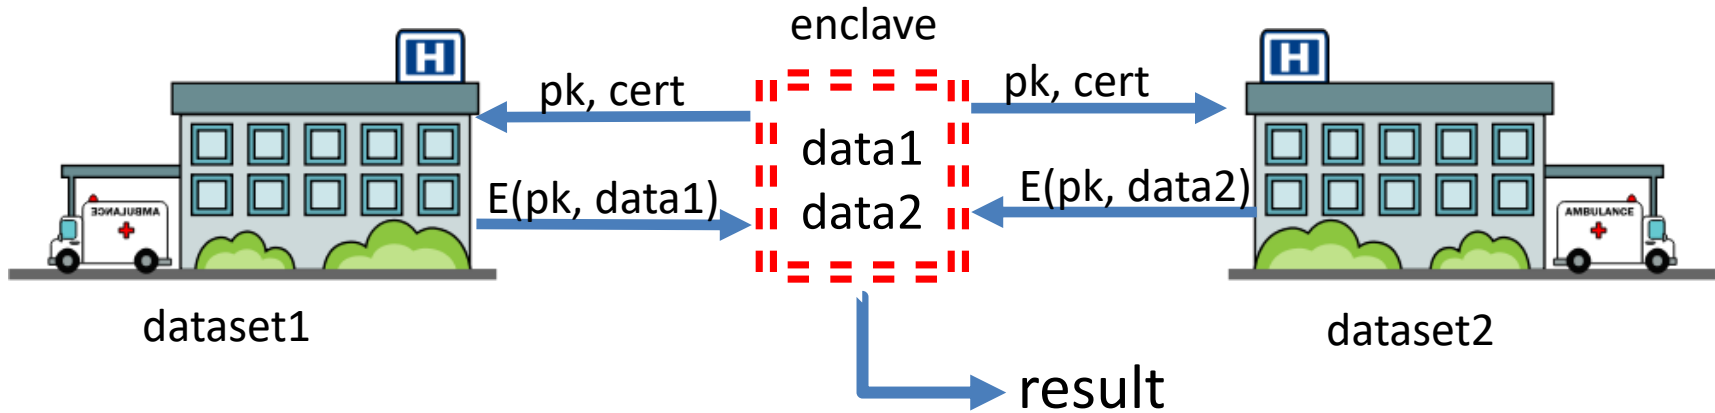 enclave
H
H
pk, cert
pk, cert
data1
data2
E(pk, data1)
E(pk, data2)
AMBULANCE
AMBULANCE
dataset1
dataset2
result